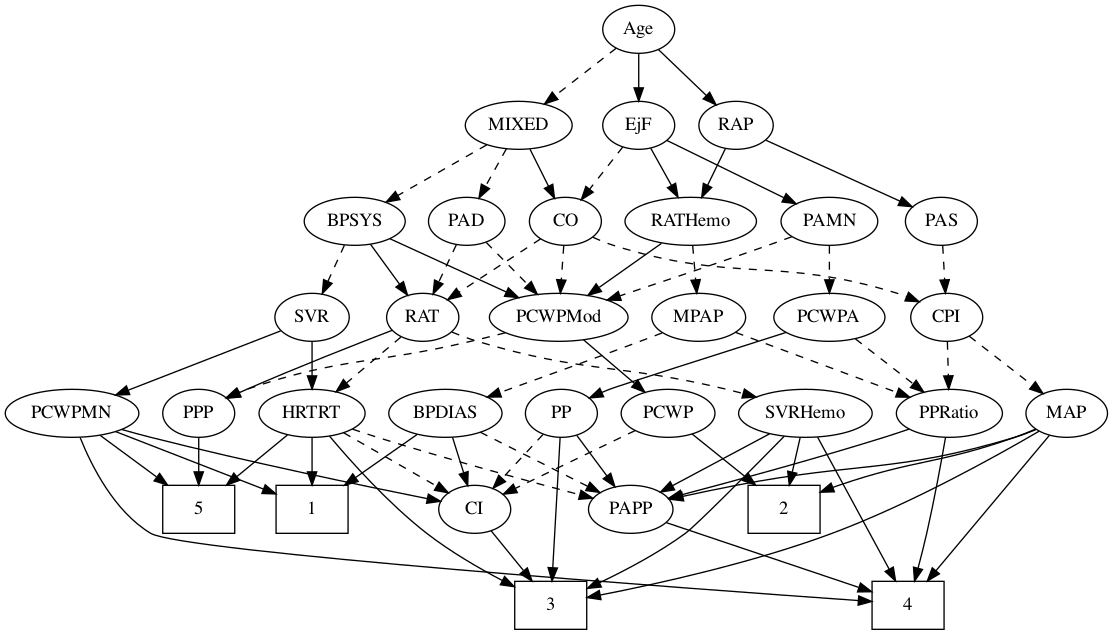 Age
MIXED
EjF
RAP
BPSYS
PAD
CO
RATHemo
PAMN
PAS
SVR
RAT
PCWPMod
MPAP
PCWPA
CPI
PCWPMN
PPP
HRTRT
BPDIAS
PP
PCWP
SVRHemo
PPRatio
MAP
5
1
CI
PAPP
2
3
4